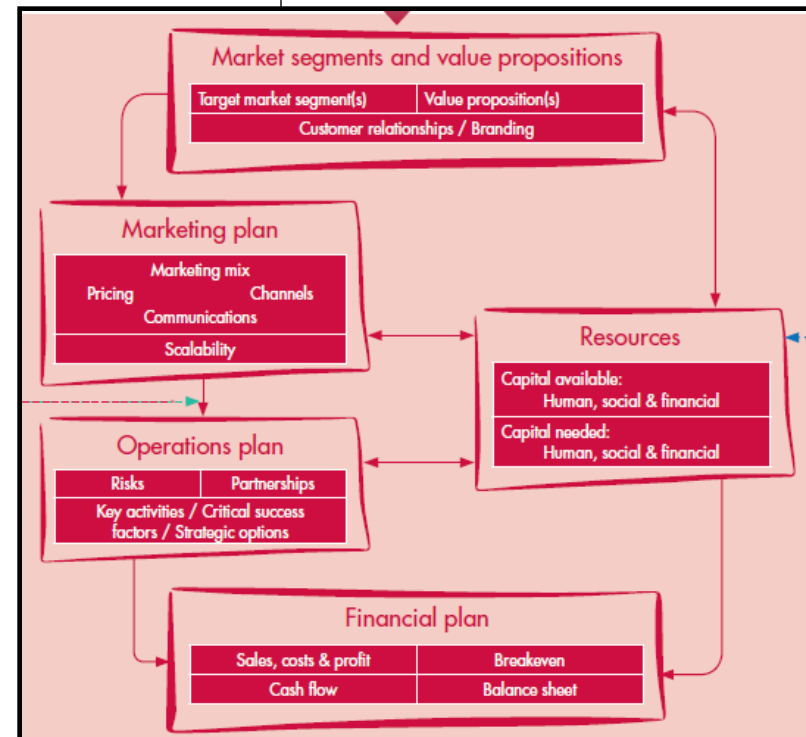 Market segments and value propositions
Target market segment(s) Value proposition(s)
Customer relationships / Branding
Marketing plan
Marketing mix
Pricing Channels
Communications
Scalability
Resources
Capital available:
Human, social & financial
Capital needed:
Human, social & financial
Operations plan
Risks Partnerships
Key activities / Critical success
factors / Strategic options
Financial plan
Sales, costs & profit Breakeven
Cash flow Balance sheet